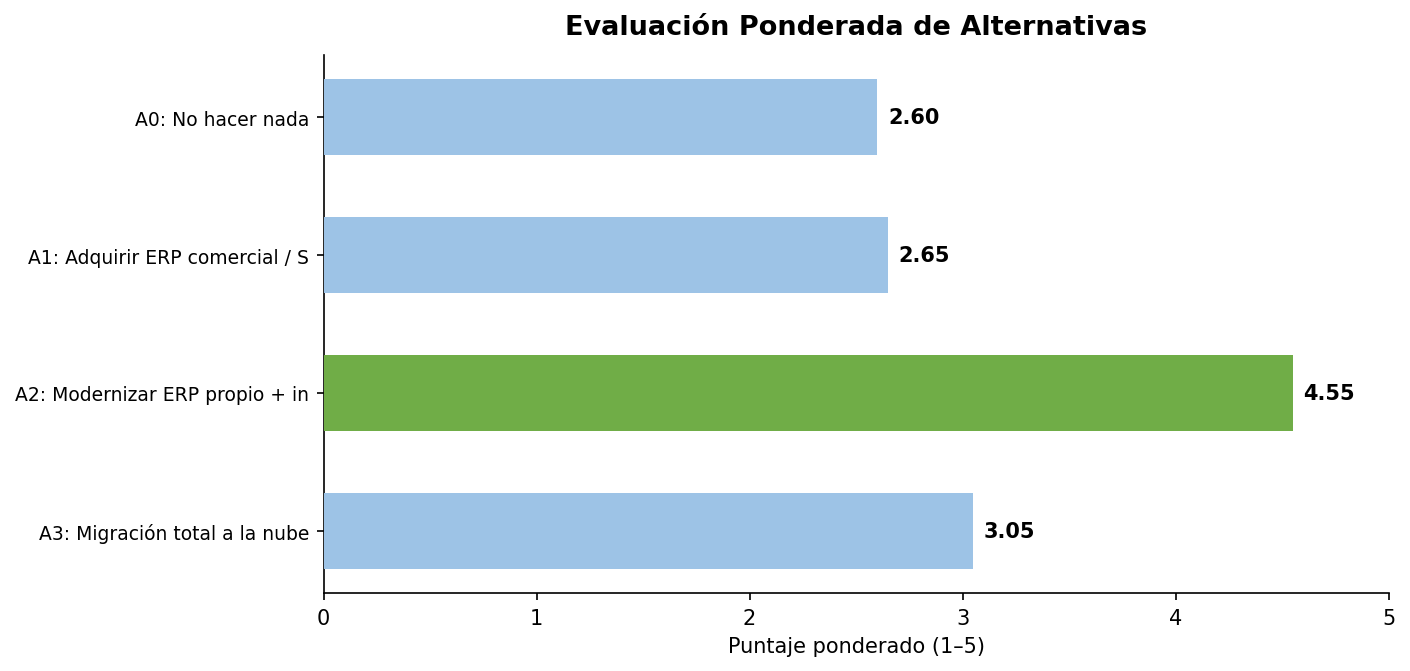 Evaluación Ponderada de Alternativas
A0: No hacer nada
2.60
A1: Adquirir ERP comercial / S
2.65
A2: Modernizar ERP propio + in
4.55
A3: Migración total a la nube
3.05
0 1 2 3 4 5
Puntaje ponderado (1–5)